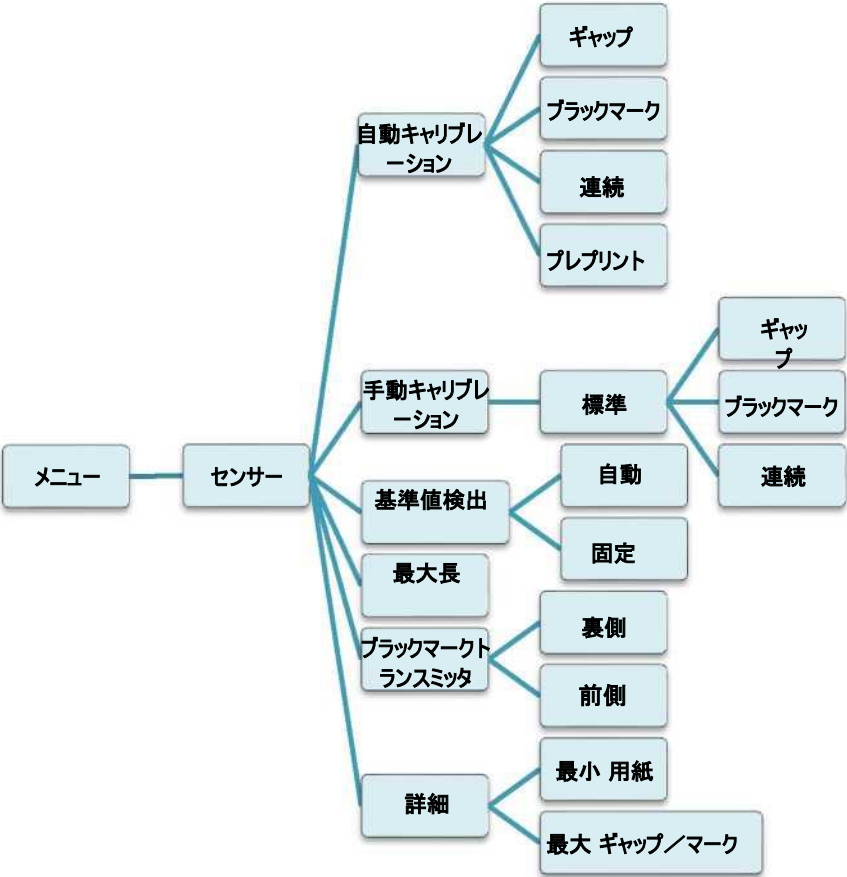 ギャップ
ブラックマーク
自動キャリブレ
ーション
連続
プレプリント
ギャッ
プ
手動キャリブレ
ーション
標準
ブラックマーク
メニュー
センサー
連続
基準値検出
自動
固定
最大長
裏側
ブラックマークト
ランスミッタ
前側
最小 用紙
詳細
最大 ギャップ／マーク